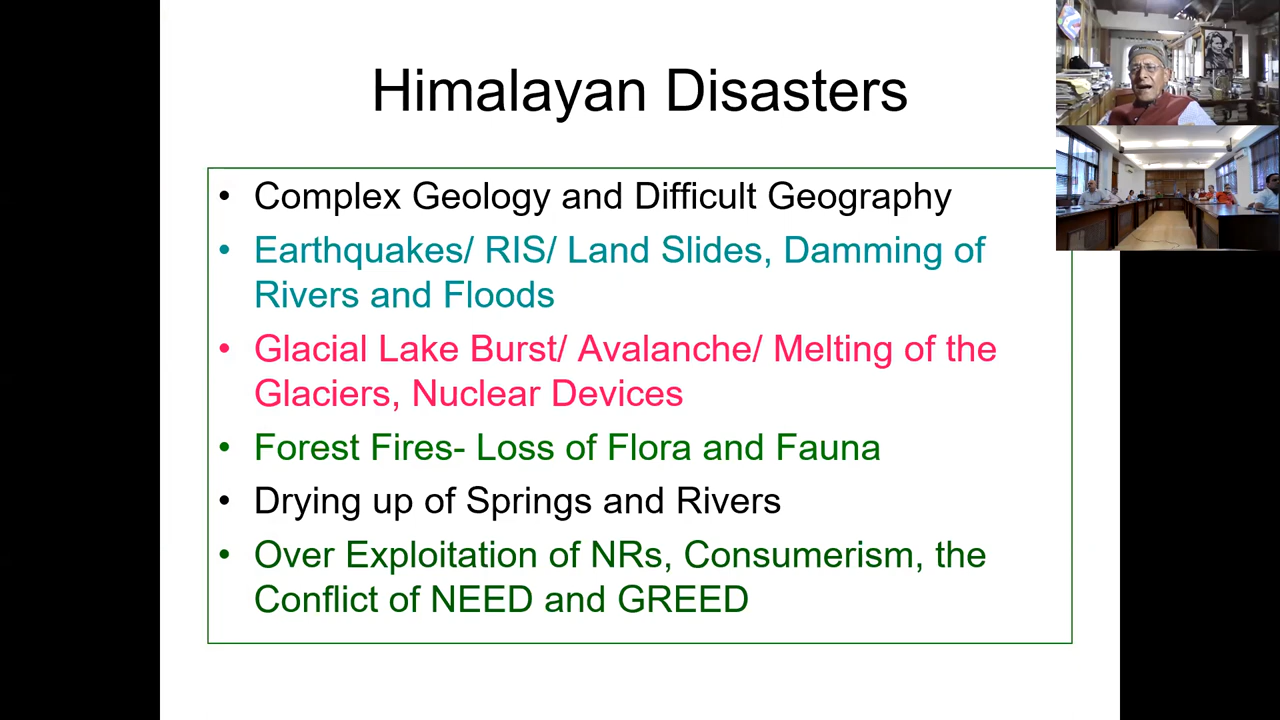 Himalayan Disasters
• Complex Geology and Difficult Geography
• Earthquakes/ RIS/ Land Slides, Damming of
Rivers and Floods
• Glacial Lake Burst/ Avalanche/ Melting of the
Glaciers, Nuclear Devices
• Forest Fires- Loss of Flora and Fauna
• Drying up of Springs and Rivers
• Over Exploitation of NRs, Consumerism, the
Conflict of NEED and GREED